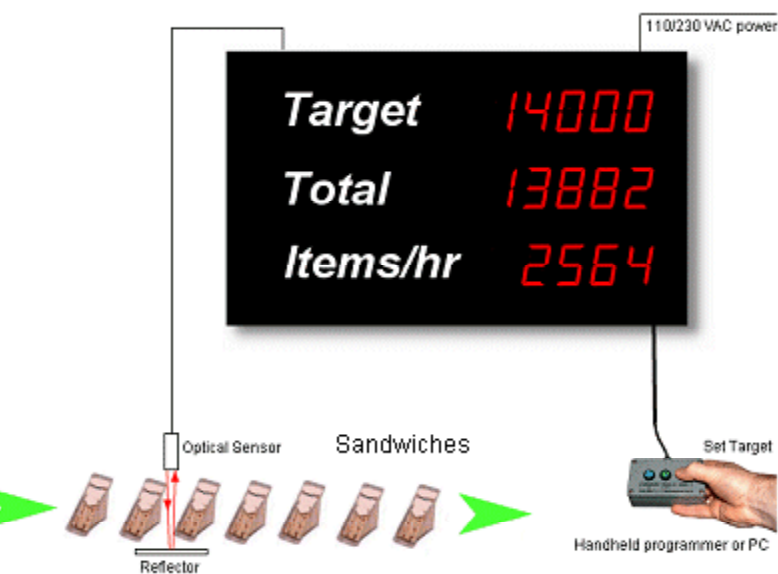 110/230 VAC power
Target 14000
Total 13882
Items/hr 2564
Optical Sensor
Sandwiches
Set Target
Handheld programmer or PC
Reflector